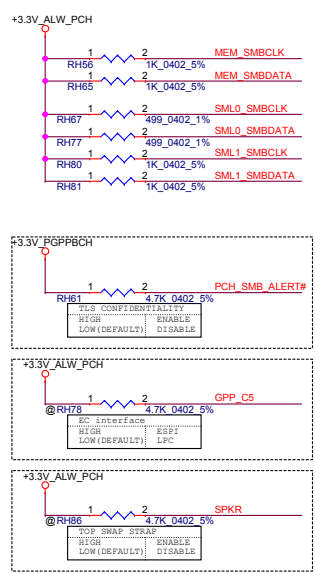 +3.3V_ALW_PCH
1 2 MEM_SMBCLK
RH56 1K_0402_5%
1 2 MEM_SMBDATA
RH65 1K_0402_5%
1 2 SML0_SMBCLK
RH67 499_0402_1%
1 2 SML0_SMBDATA
RH77 499_0402_1%
1 2 SML1_SMBCLK
RH80 1K_0402_5%
1 2 SML1_SMBDATA
RH81 1K_0402_5%
+3.3V_PGPPBCH
1 2 PCH_SMB_ALERT#
RH61 4.7K_0402_5%
TLS CONFIDENTIALITY
HIGH ENABLE
LOW(DEFAULT) DISABLE
+3.3V_ALW_PCH
1 2 GPP_C5
@RH78 4.7K_0402_5%
EC interface
HIGH ESPI
LOW(DEFAULT) LPC
+3.3V_ALW_PCH
1 2 SPKR
@RH86 4.7K_0402_5%
TOP SWAP STRAP
HIGH ENABLE
LOW(DEFAULT) DISABLE